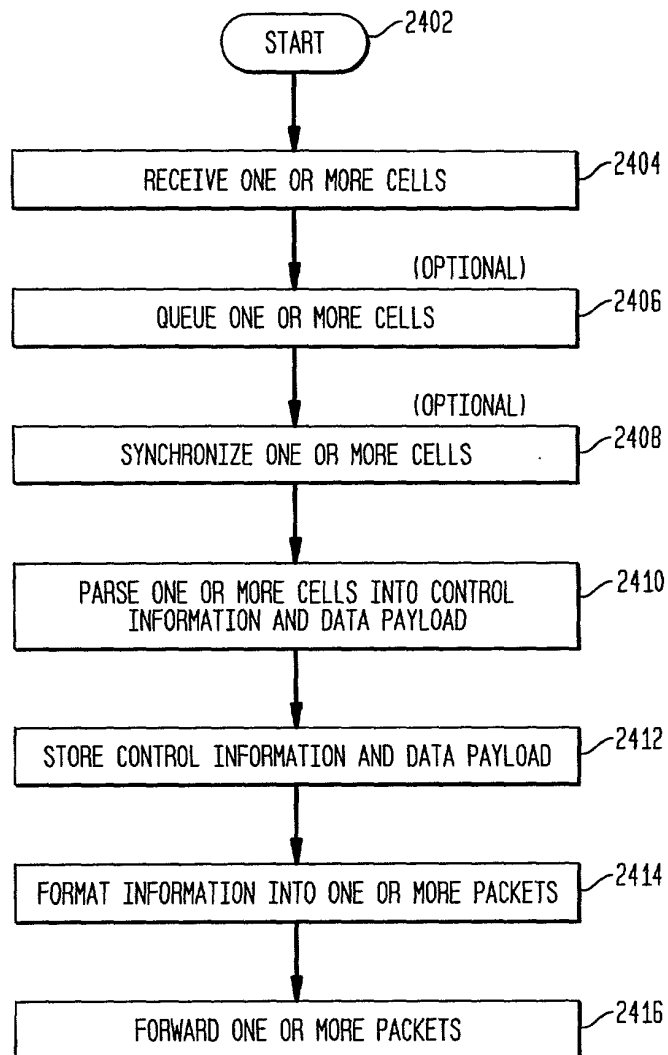 START
2402
RECEIVE ONE OR MORE CELLS
2404
(OPTIONAL)
QUEUE ONE OR MORE CELLS
2406
(OPTIONAL)
SYNCHRONIZE ONE OR MORE CELLS
2408
PARSE ONE OR MORE CELLS INTO CONTROL
INFORMATION AND DATA PAYLOAD
2410
STORE CONTROL INFORMATION AND DATA PAYLOAD
2412
FORMAT INFORMATION INTO ONE OR MORE PACKETS
2414
FORWARD ONE OR MORE PACKETS
2416